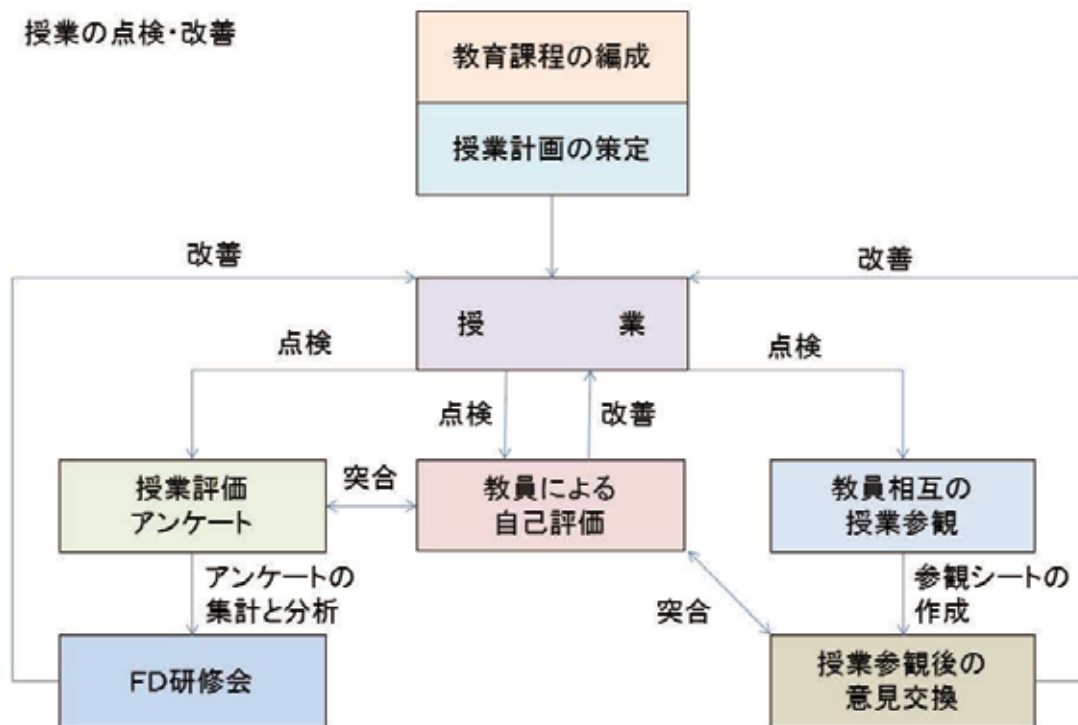 授業の点検・改善
教育課程の編成
授業計画の策定
改善
改善
授　　　業
点検
点検
点検
改善
授業評価
アンケート
突合
教員による
自己評価
教員相互の
授業参観
アンケートの
集計と分析
突合
参観シートの
作成
FD研修会
授業参観後の
意見交換